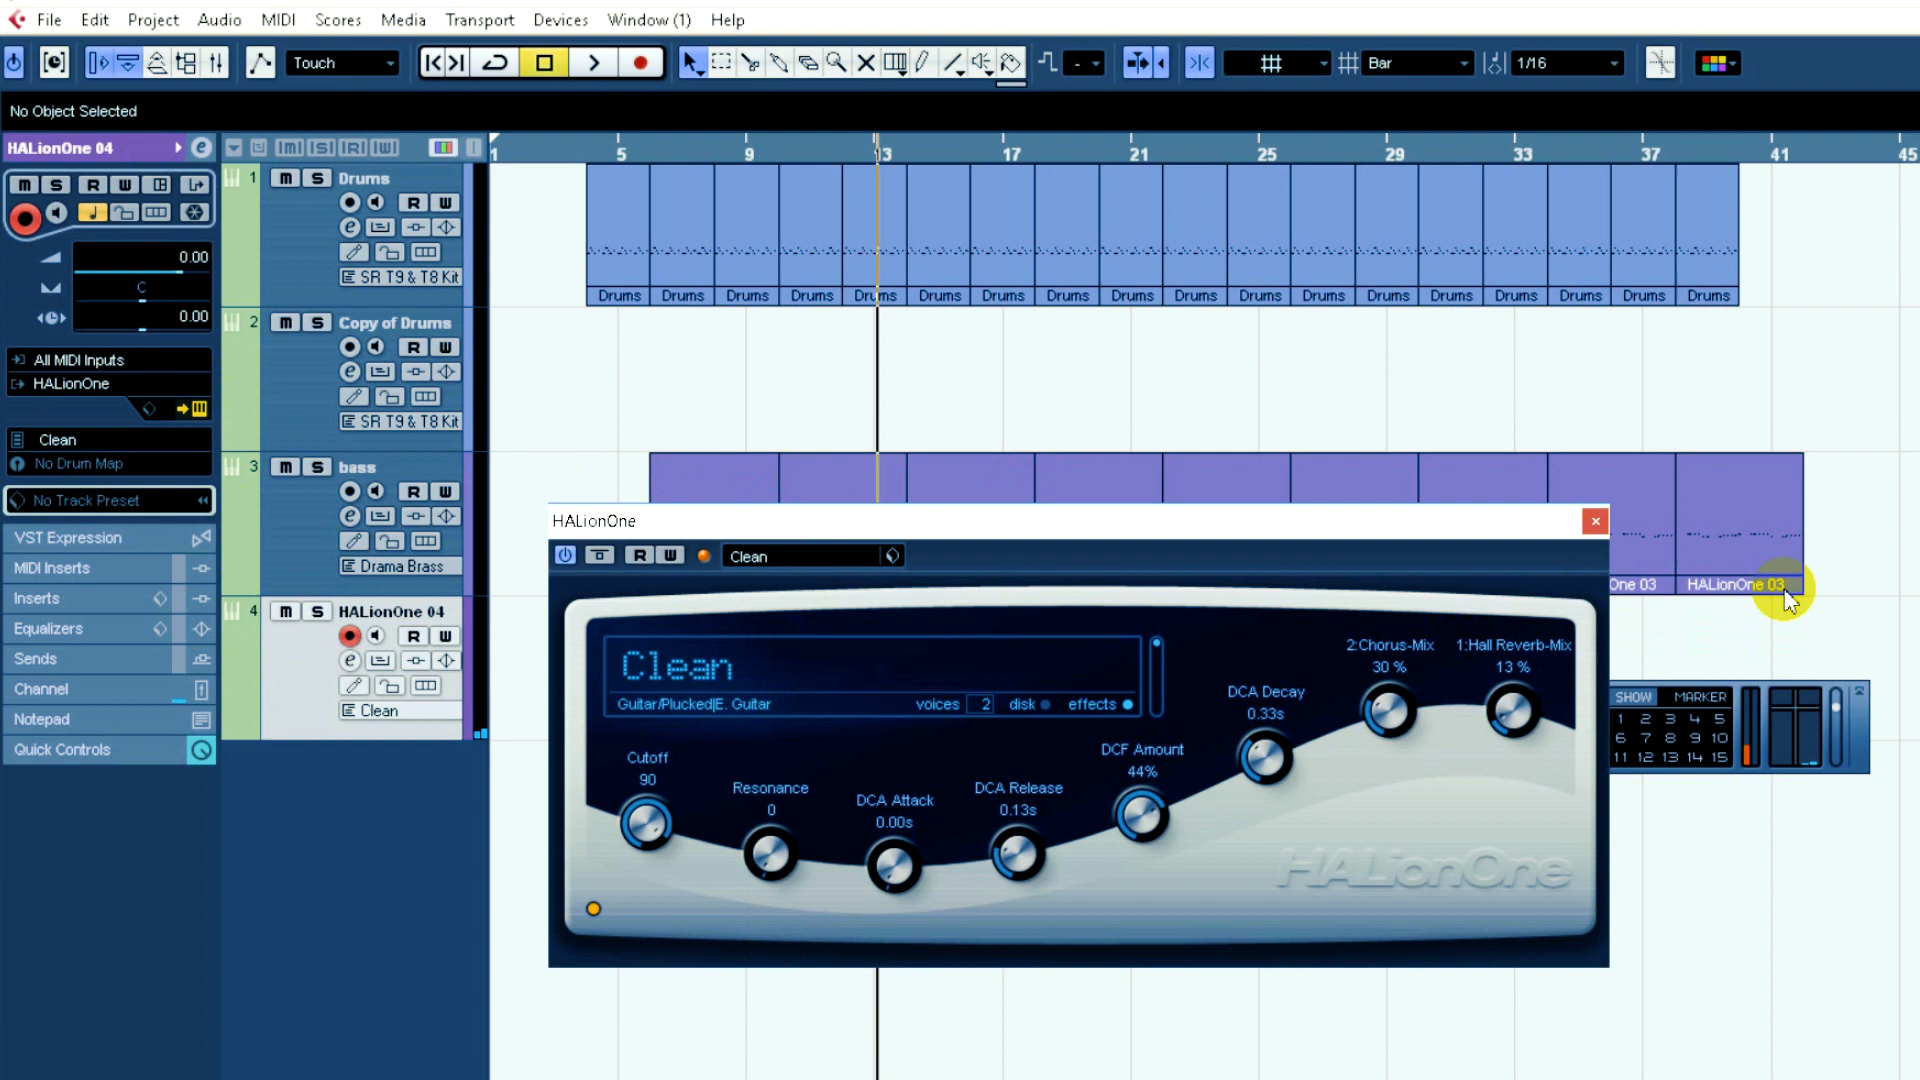 File Edit Project Audio MIDI Scores Media Transport Devices Window (1) Help
Touch - Bar 1/16
No Object Selected
HALionOne 04 e
M S R W
0.00
C
0.00
All MIDI Inputs
HALionOne
Clean
No Drum Map
No Track Preset
VST Expression
MIDI Inserts
Inserts
Equalizers
Sends
Channel
Notepad
Quick Controls
M S R W
1 5 9 13 17 21 25 29 33 37 41 45
1 M S Drums
R W
e
SR T9 & T8 Kit
Drums Drums Drums Drums Drums Drums Drums Drums Drums Drums Drums Drums Drums Drums Drums Drums Drums Drums
2 M S Copy of Drums
R W
e
SR T9 & T8 Kit
3 M S bass
R W
e
Drama Brass
One 03 HALionOne 03
4 M S HALionOne 04
R W
e
Clean
HALionOne
R W Clean
Clean
Guitar/Plucked|E. Guitar voices 2 disk effects
Cutoff
90
Resonance
0
DCA Attack
0.00s
DCA Release
0.13s
DCF Amount
44%
DCA Decay
0.33s
2:Chorus-Mix
30 %
1:Hall Reverb-Mix
13 %
HALionOne
SHOW MARKER
1 2 3 4 5
6 7 8 9 10
11 12 13 14 15